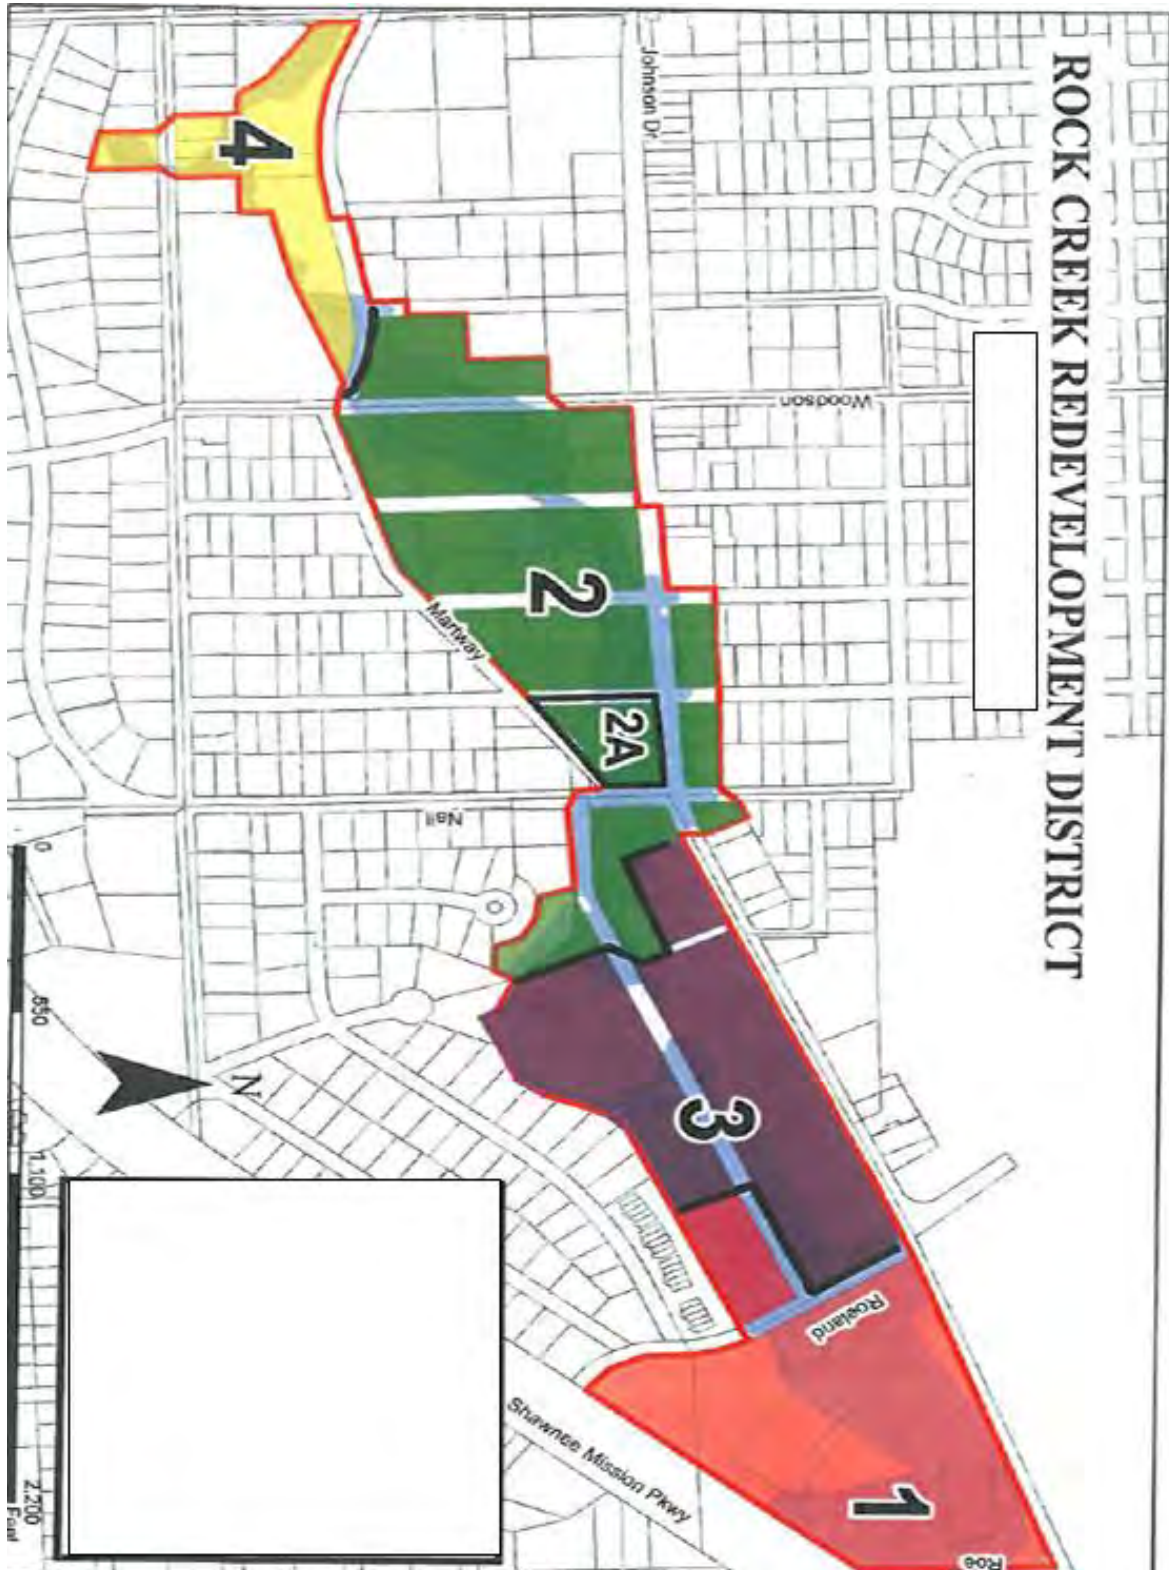 ROCK CREEK REDEVELOPMENT DISTRICT
Johnson Dr.
Woodson
Martway
Nall
Roeland
Shawnee Mission Pkwy
Roe
4
2
2A
3
1
N
0
550
1,100
2,200
Feet